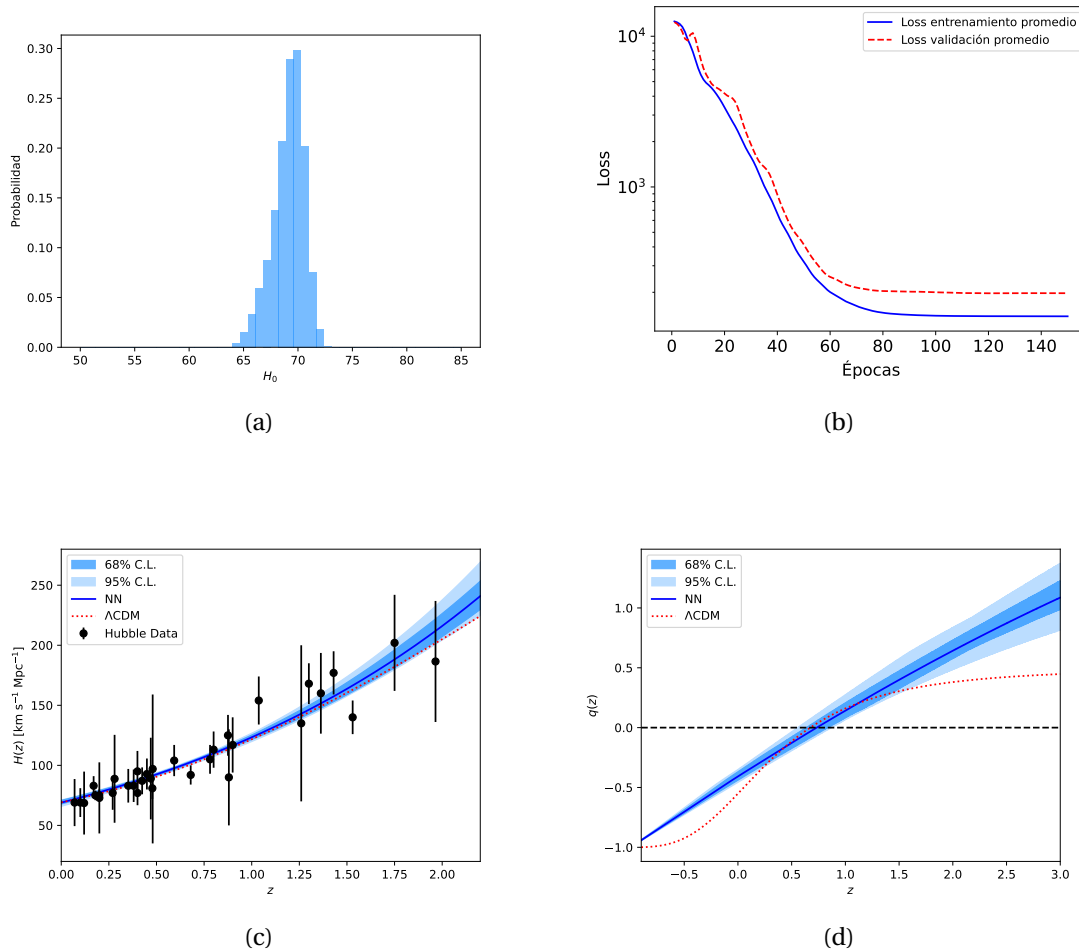 0.30
0.25
0.20
0.15
0.10
0.05
0.00
Probabilidad
50 55 60 65 70 75 80 85
H₀
(a)
10⁴
10³
Loss
Loss entrenamiento promedio
Loss validación promedio
0 20 40 60 80 100 120 140
Épocas
(b)
250
200
150
100
50
H(z) [km s⁻¹ Mpc⁻¹]
68% C.L.
95% C.L.
NN
ΛCDM
Hubble Data
0.00 0.25 0.50 0.75 1.00 1.25 1.50 1.75 2.00
z
(c)
1.0
0.5
0.0
−0.5
−1.0
q(z)
68% C.L.
95% C.L.
NN
ΛCDM
−0.5 0.0 0.5 1.0 1.5 2.0 2.5 3.0
z
(d)